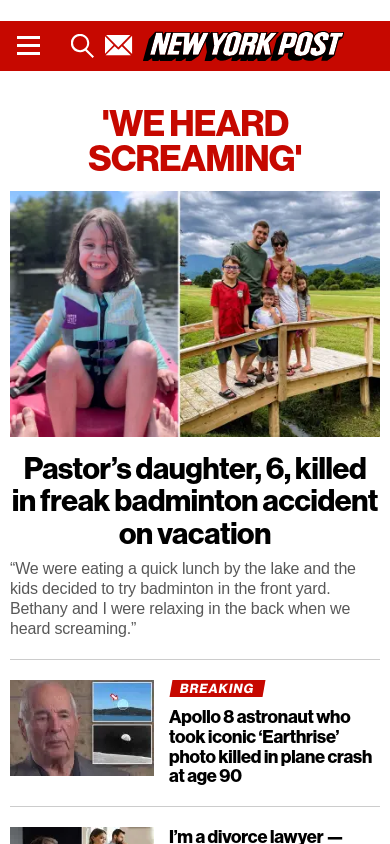 NEW YORK POST
'WE HEARD
SCREAMING'
Pastor’s daughter, 6, killed
in freak badminton accident
on vacation
“We were eating a quick lunch by the lake and the
kids decided to try badminton in the front yard.
Bethany and I were relaxing in the back when we
heard screaming.”
BREAKING
Apollo 8 astronaut who
took iconic ‘Earthrise’
photo killed in plane crash
at age 90
I’m a divorce lawyer —